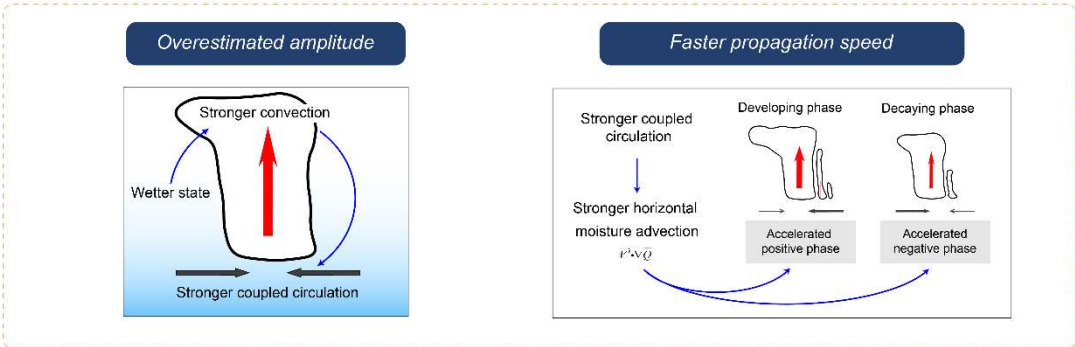 Overestimated amplitude
Stronger convection
Wetter state
Stronger coupled circulation
Faster propagation speed
Stronger coupled
circulation
Stronger horizontal
moisture advection
V'·∇Q̅
Developing phase
Accelerated
positive phase
Decaying phase
Accelerated
negative phase